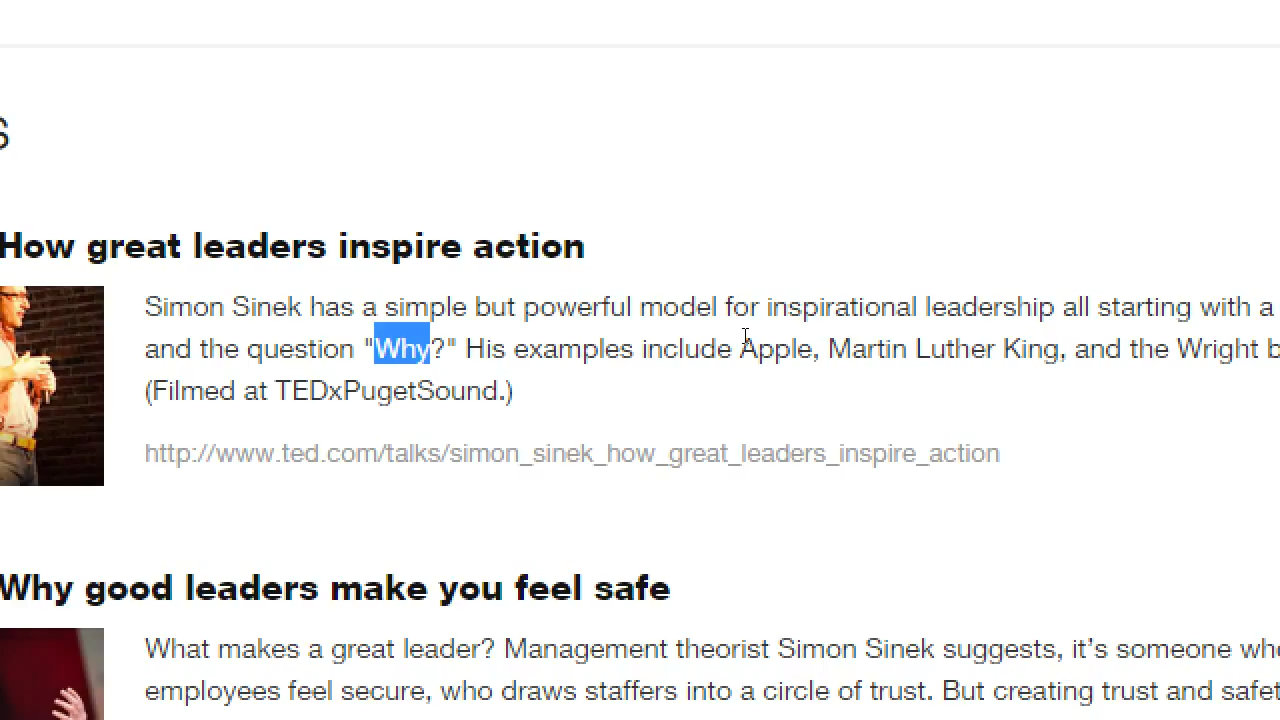 How great leaders inspire action
Simon Sinek has a simple but powerful model for inspirational leadership all starting with a
and the question "Why?" His examples include Apple, Martin Luther King, and the Wright
(Filmed at TEDxPugetSound.)
http://www.ted.com/talks/simon_sinek_how_great_leaders_inspire_action
Why good leaders make you feel safe
What makes a great leader? Management theorist Simon Sinek suggests, it’s someone
employees feel secure, who draws staffers into a circle of trust. But creating trust and